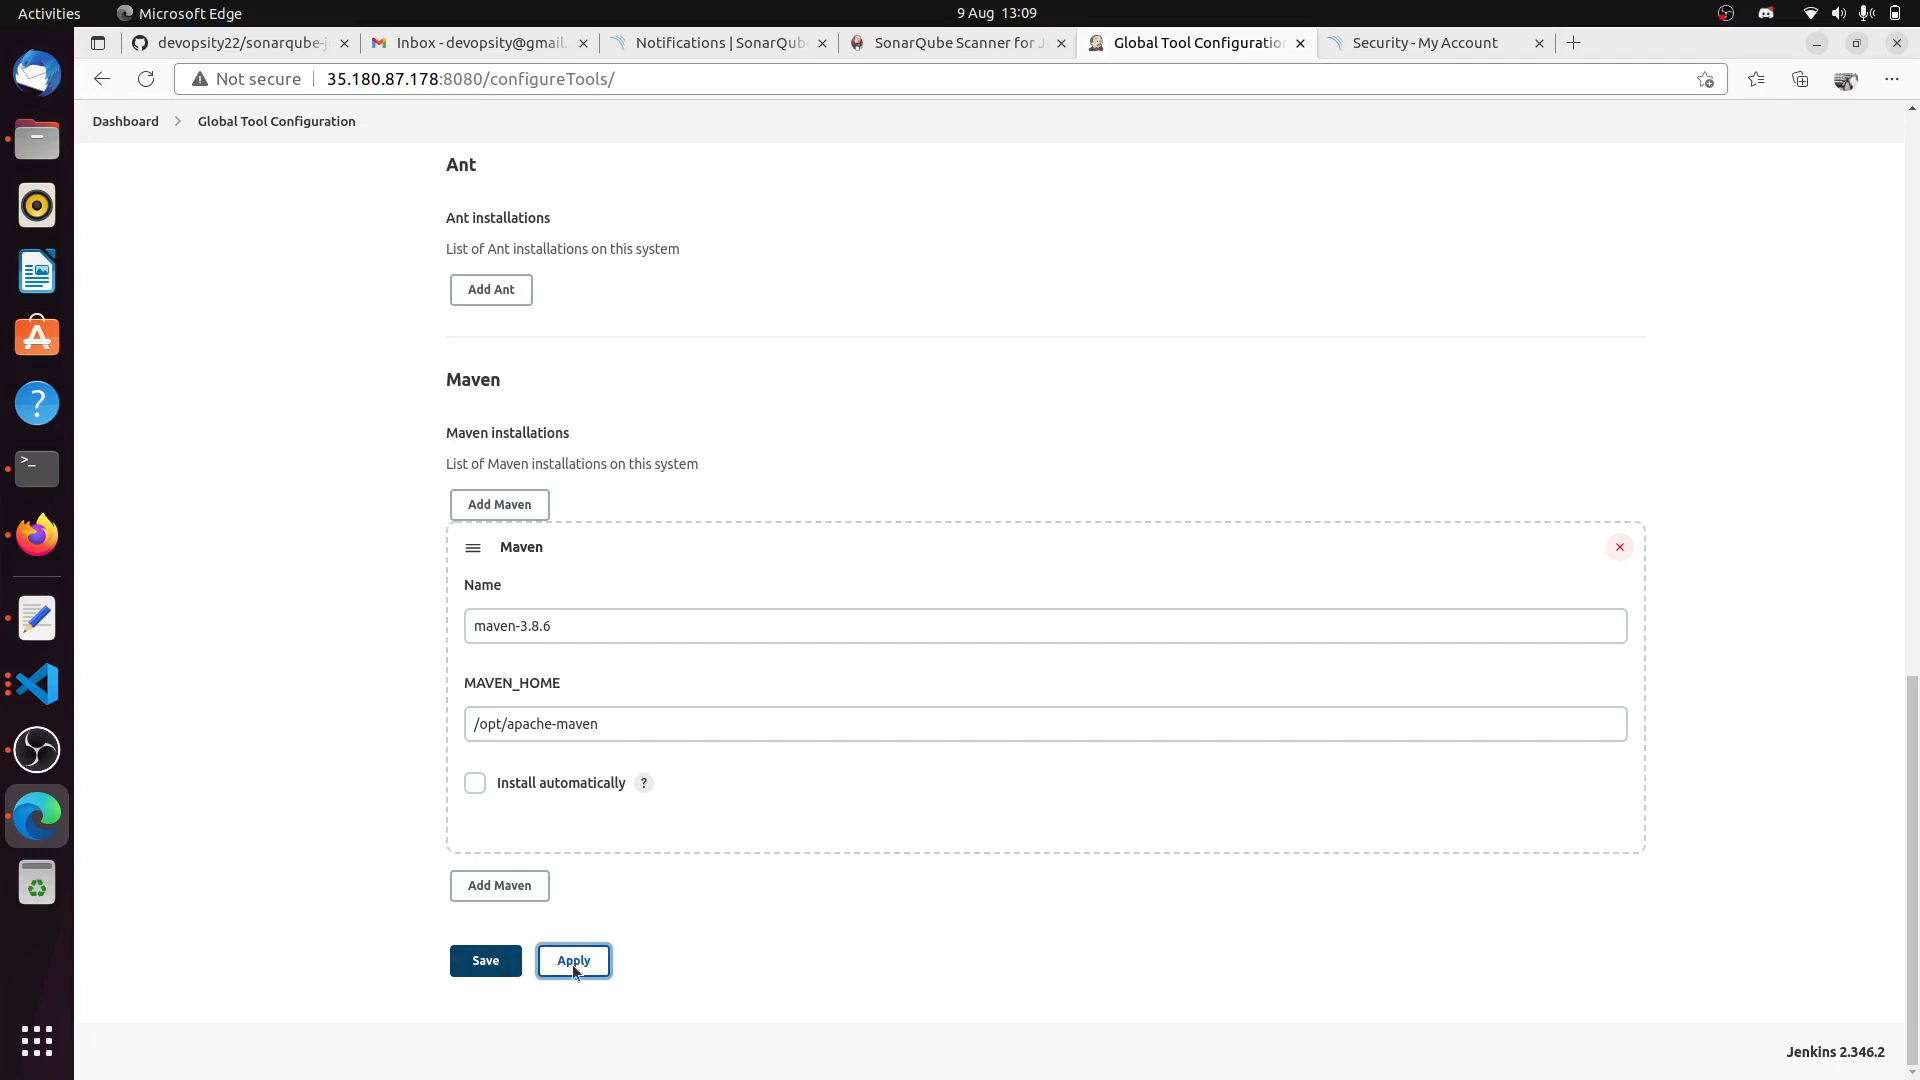 Activities
Microsoft Edge
9 Aug 13:09
devopsity22/sonarqube-j
Inbox - devopsity@gmail.
Notifications | SonarQub
SonarQube Scanner for J
Global Tool Configuration
Security - My Account
Not secure
35.180.87.178:8080/configureTools/
Dashboard
Global Tool Configuration
Ant
Ant installations
List of Ant installations on this system
Add Ant
Maven
Maven installations
List of Maven installations on this system
Add Maven
Maven
Name
maven-3.8.6
MAVEN_HOME
/opt/apache-maven
Install automatically ?
Add Maven
Save
Apply
Jenkins 2.346.2